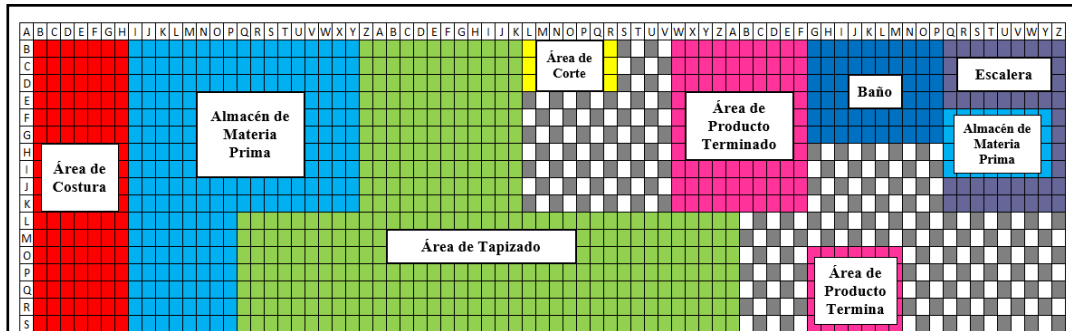 A B C D E F G H I J K L M N O P Q R S T U V W X Y Z A B C D E F G H I J K L M N O P Q R S T U V W X Y Z A B C D E F G H I J K L M N O P Q R S T U V W Y Z
B
C
D
E
F
G
H
I
J
K
L
M
O
P
Q
R
S
Área de
Costura
Almacén de
Materia
Prima
Área de Tapizado
Área de
Corte
Área de
Producto
Terminado
Baño
Escalera
Almacén de
Materia
Prima
Área de
Producto
Termina